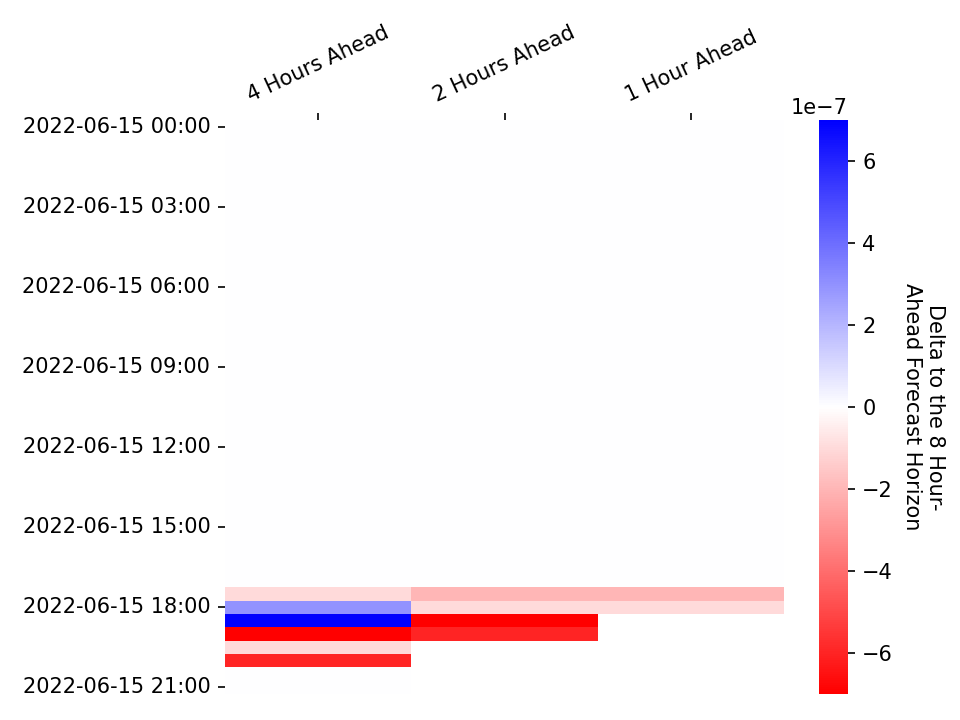 4 Hours Ahead
2 Hours Ahead
1 Hour Ahead
1e−7
2022-06-15 00:00
2022-06-15 03:00
2022-06-15 06:00
2022-06-15 09:00
2022-06-15 12:00
2022-06-15 15:00
2022-06-15 18:00
2022-06-15 21:00
6
4
2
0
−2
−4
−6
Delta to the 8 Hour-
Ahead Forecast Horizon